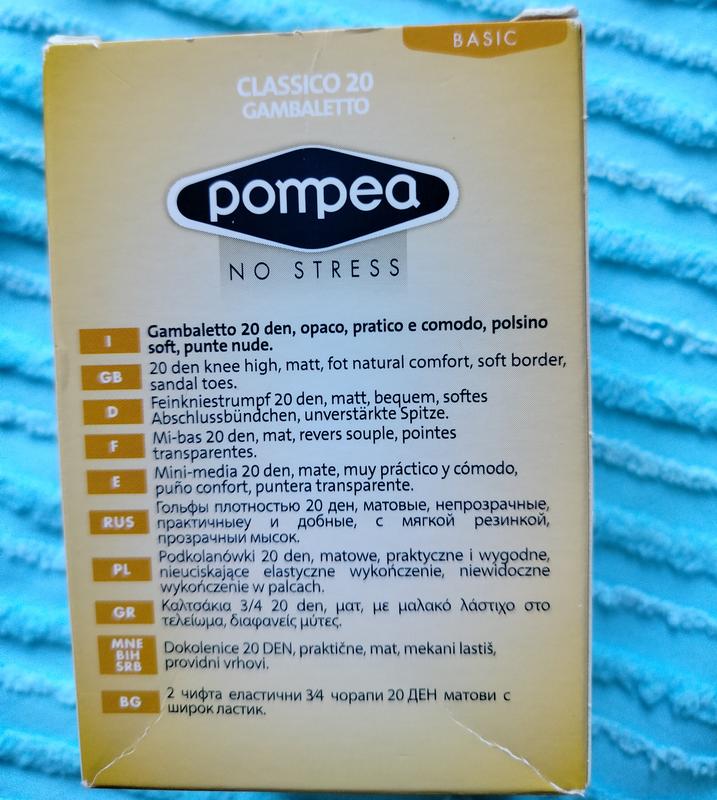 BASIC
CLASSICO 20
GAMBALETTO
pompea
NO STRESS
I
Gambaletto 20 den, opaco, pratico e comodo, polsino
soft, punte nude.
GB
20 den knee high, matt, fot natural comfort, soft border,
sandal toes.
D
Feinkniestrumpf 20 den, matt, bequem, softes
Abschlussbündchen, unverstärkte Spitze.
F
Mi-bas 20 den, mat, revers souple, pointes
transparentes.
E
Mini-media 20 den, mate, muy práctico y cómodo,
puño confort, puntera transparente.
RUS
Гольфы плотностью 20 ден, матовые, непрозрачные,
практичныеу и добные, с мягкой резинкой,
прозрачный мысок.
PL
Podkolanówki 20 den, matowe, praktyczne i wygodne,
nieuciskające elastyczne wykończenie, niewidoczne
wykończenie w palcach.
GR
Καλτσάκια 3/4 20 den, ματ, με μαλακό λάστιχο στο
τελείωμα, διαφανείς μύτες.
MNE
BIH
SRB
Dokolenice 20 DEN, praktične, mat, mekani lastiš,
providni vrhovi.
BG
2 чифта еластични 3⁄4 чорапи 20 ДЕН матови с
широк ластик.